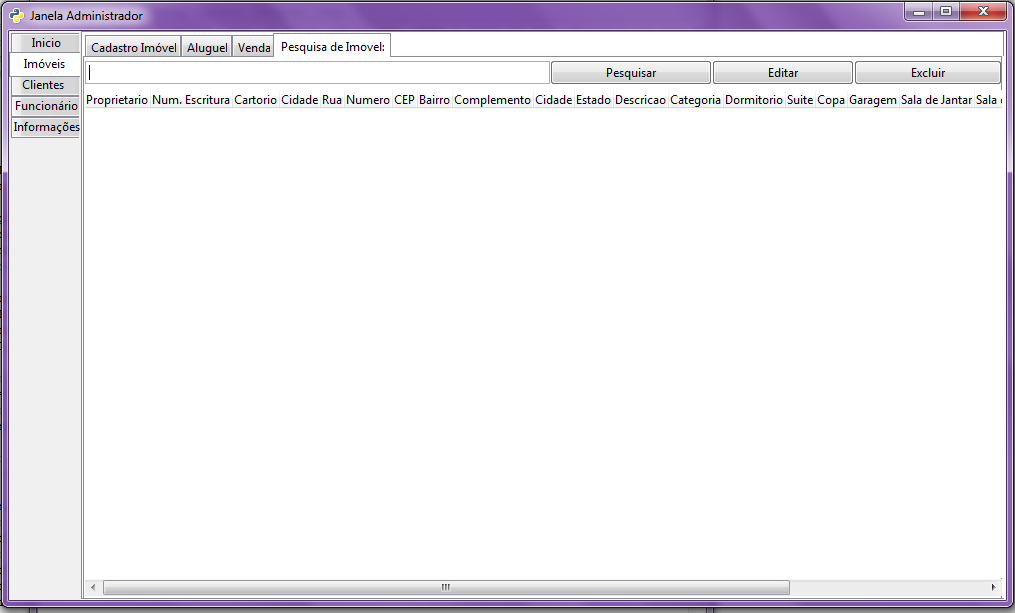 Janela Administrador
Inicio
Imóveis
Clientes
Funcionário
Informações
Cadastro Imóvel Aluguel Venda Pesquisa de Imovel:
Pesquisar Editar Excluir
Proprietario Num. Escritura Cartorio Cidade Rua Numero CEP Bairro Complemento Cidade Estado Descricao Categoria Dormitorio Suite Copa Garagem Sala de Jantar Sala